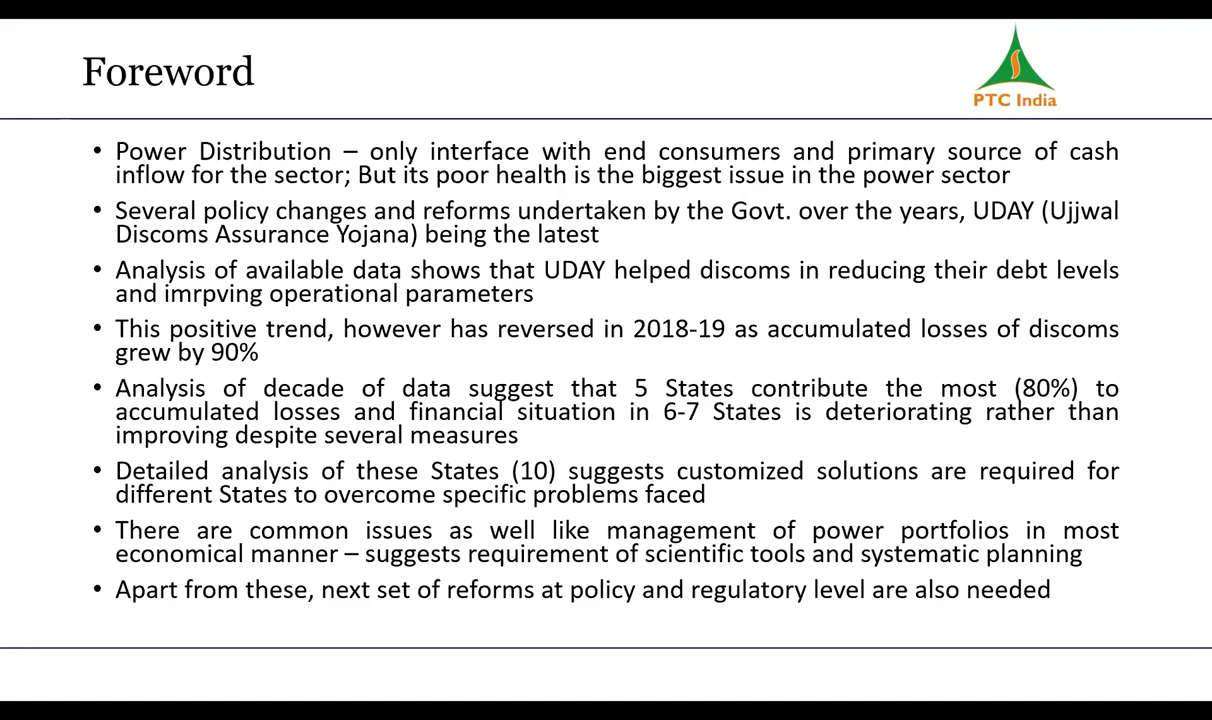 Foreword
PTC India
• Power Distribution – only interface with end consumers and primary source of cash
inflow for the sector; But its poor health is the biggest issue in the power sector
• Several policy changes and reforms undertaken by the Govt. over the years, UDAY (Ujjwal
Discoms Assurance Yojana) being the latest
• Analysis of available data shows that UDAY helped discoms in reducing their debt levels
and imrpving operational parameters
• This positive trend, however has reversed in 2018-19 as accumulated losses of discoms
grew by 90%
• Analysis of decade of data suggest that 5 States contribute the most (80%) to
accumulated losses and financial situation in 6-7 States is deteriorating rather than
improving despite several measures
• Detailed analysis of these States (10) suggests customized solutions are required for
different States to overcome specific problems faced
• There are common issues as well like management of power portfolios in most
economical manner – suggests requirement of scientific tools and systematic planning
• Apart from these, next set of reforms at policy and regulatory level are also needed